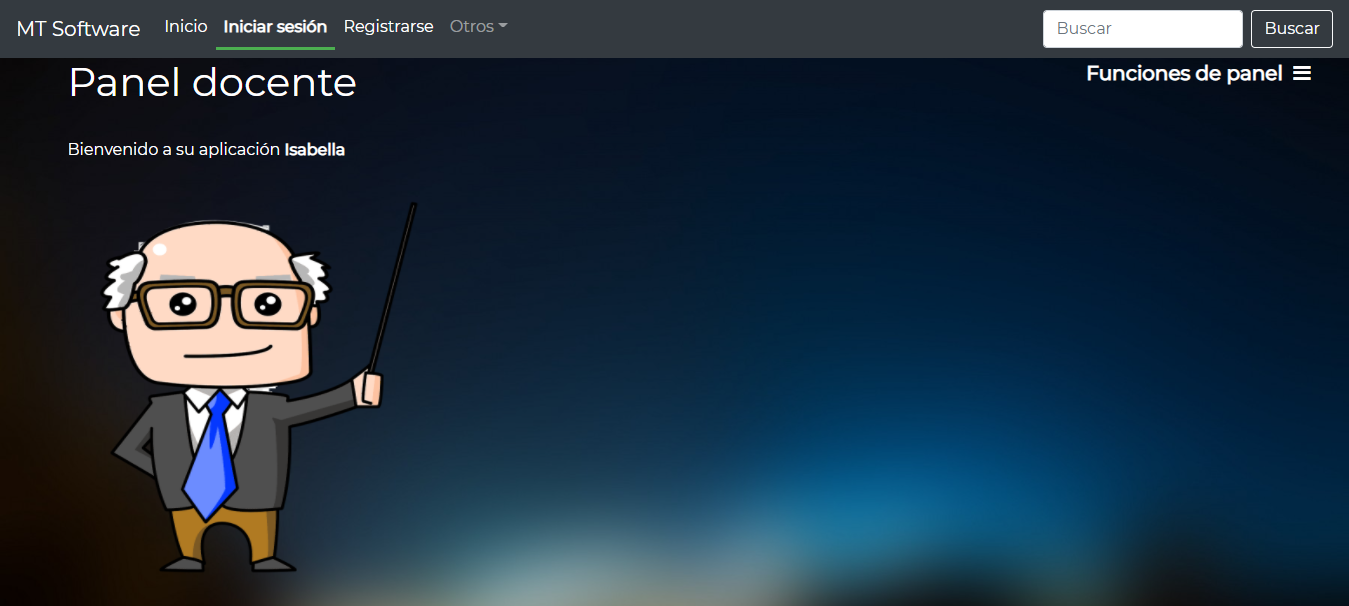 MT Software Inicio Iniciar sesión Registrarse Otros Buscar Buscar
Panel docente Funciones de panel
Bienvenido a su aplicación Isabella